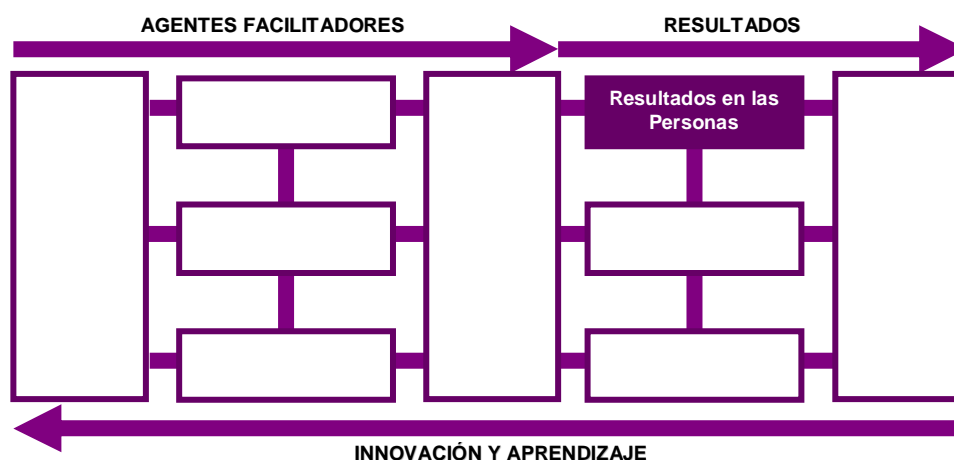 AGENTES FACILITADORES
RESULTADOS
Resultados en las
Personas
INNOVACIÓN Y APRENDIZAJE